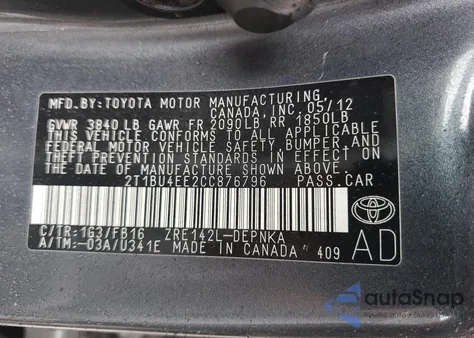 MFD. BY: TOYOTA MOTOR MANUFACTURING
CANADA, INC. 05/12
GVWR 3840 LB GAWR FR 2090LB RR 1850LB
THIS VEHICLE CONFORMS TO ALL APPLICABLE
FEDERAL MOTOR VEHICLE SAFETY, BUMPER, AND
THEFT PREVENTION STANDARDS IN EFFECT ON
THE DATE OF MANUFACTURE SHOWN ABOVE.
2T1BU4EE2CC876796 PASS. CAR
C/TR:1G3/FB16 ZRE142L-DEPNKA
A/TM:-03A/U341E MADE IN CANADA 409
TOYOTA
AD
autoSnap